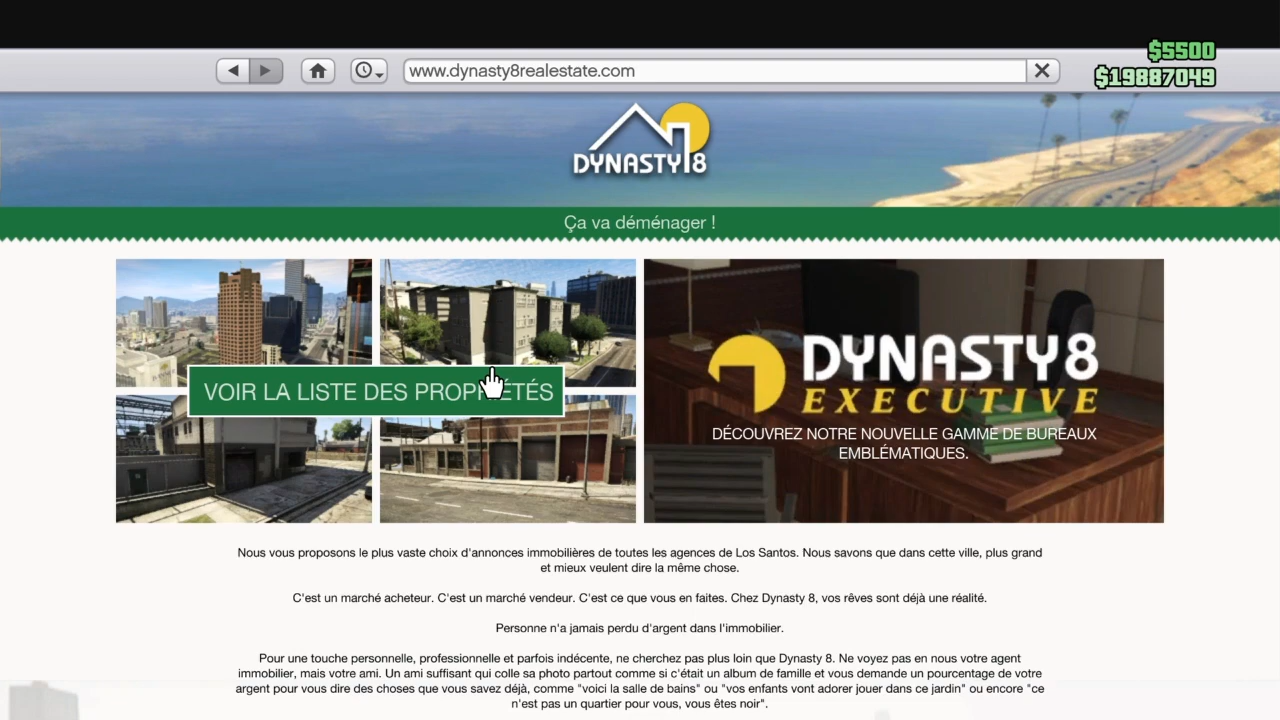 $5500
www.dynasty8realestate.com
$19887049
DYNASTY 8
Ça va déménager !
VOIR LA LISTE DES PROPRIÉTÉS
DYNASTY 8
EXECUTIVE
DÉCOUVREZ NOTRE NOUVELLE GAMME DE BUREAUX
EMBLÉMATIQUES.
Nous vous proposons le plus vaste choix d'annonces immobilières de toutes les agences de Los Santos. Nous savons que dans cette ville, plus grand
et mieux veulent dire la même chose.
C'est un marché acheteur. C'est un marché vendeur. C'est ce que vous en faites. Chez Dynasty 8, vos rêves sont déjà une réalité.
Personne n'a jamais perdu d'argent dans l'immobilier.
Pour une touche personnelle, professionnelle et parfois indécente, ne cherchez pas plus loin que Dynasty 8. Ne voyez pas en nous votre agent
immobilier, mais votre ami. Un ami suffisant qui colle sa photo partout comme si c'était un album de famille et vous demande un pourcentage de votre
argent pour vous dire des choses que vous savez déjà, comme "voici la salle de bains" ou "vos enfants vont adorer jouer dans ce jardin" ou encore "ce
n'est pas un quartier pour vous, vous êtes noir".